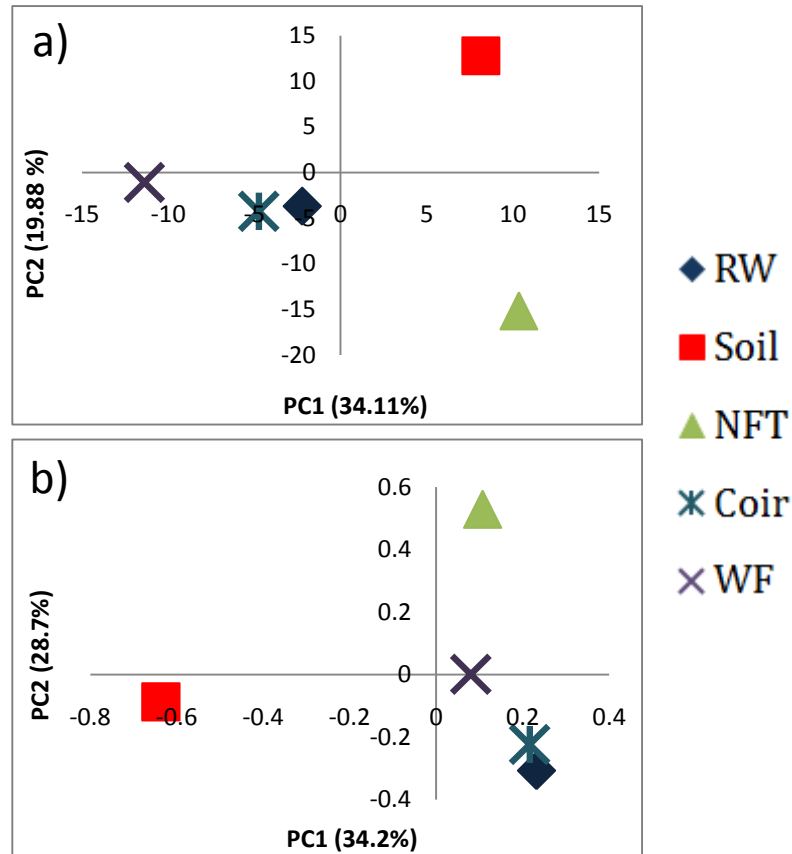 a)
15
10
5
0
-5
-10
-15
-20
-15
-10
-5
0
5
10
15
PC2 (19.88 %)
PC1 (34.11%)
b)
0.6
0.4
0.2
0
-0.2
-0.4
-0.8
-0.6
-0.4
-0.2
0
0.2
0.4
PC2 (28.7%)
PC1 (34.2%)
RW
Soil
NFT
Coir
WF